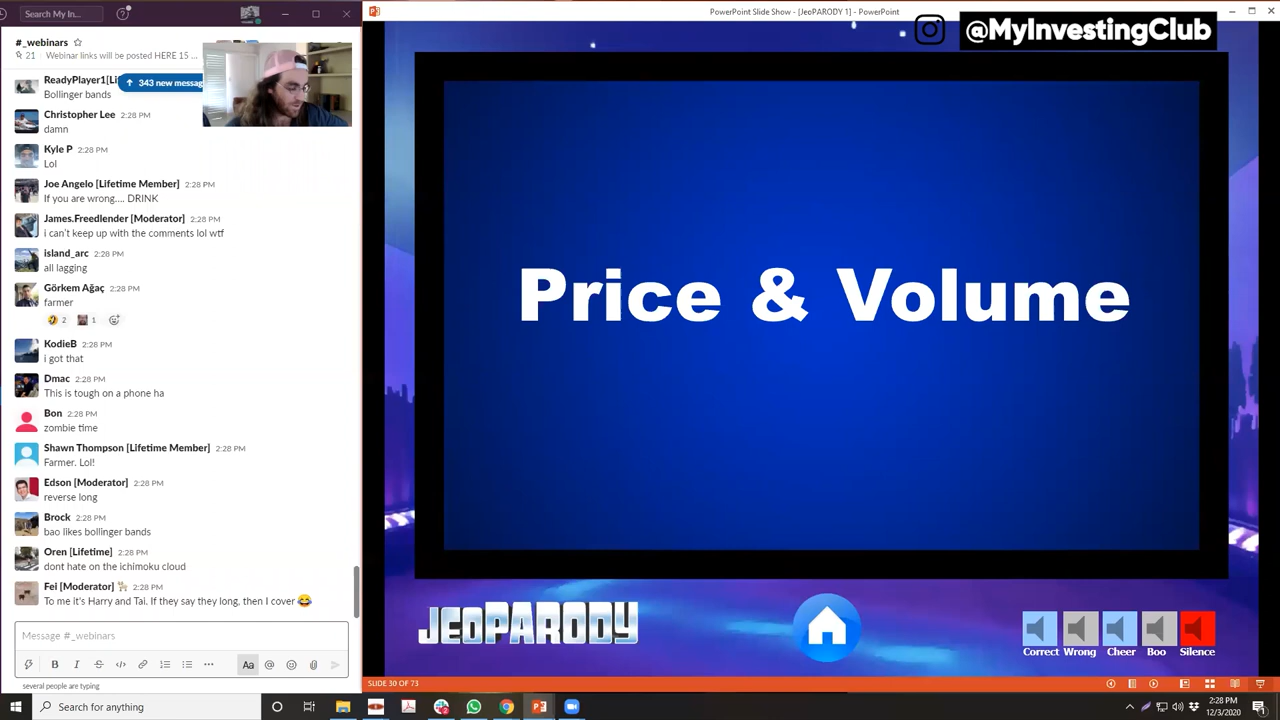 Search My In...
PowerPoint Slide Show - [JeoPARODY 1] - PowerPoint
@MyInvestingClub
#_webinars
21 Webinar links will be posted HERE 15 ...
343 new messag
ReadyPlayer1[Li
Bollinger bands
Christopher Lee 2:28 PM
damn
Kyle P 2:28 PM
Lol
Joe Angelo [Lifetime Member] 2:28 PM
If you are wrong.... DRINK
James.Freedlender [Moderator] 2:28 PM
i can't keep up with the comments lol wtf
island_arc 2:28 PM
all lagging
Görkem Ağaç 2:28 PM
farmer
2 1
KodieB 2:28 PM
i got that
Dmac 2:28 PM
This is tough on a phone ha
Bon 2:28 PM
zombie time
Shawn Thompson [Lifetime Member] 2:28 PM
Farmer. Lol!
Edson [Moderator] 2:28 PM
reverse long
Brock 2:28 PM
bao likes bollinger bands
Oren [Lifetime] 2:28 PM
dont hate on the ichimoku cloud
Fei [Moderator] 2:28 PM
To me it's Harry and Tai. If they say they long, then I cover
Message #_webinars
B I S </> Aa @
several people are typing
Price & Volume
JEOPARODY
Correct Wrong Cheer Boo Silence
SLIDE 30 OF 73
Search for anything
2:28 PM
12/3/2020
1